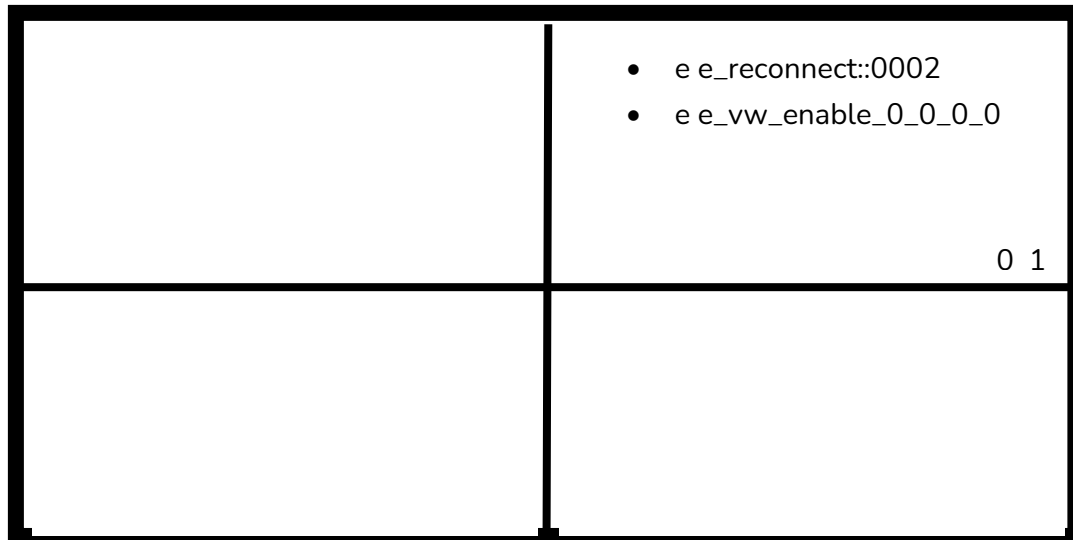 • e e_reconnect::0002
• e e_vw_enable_0_0_0_0
0 1